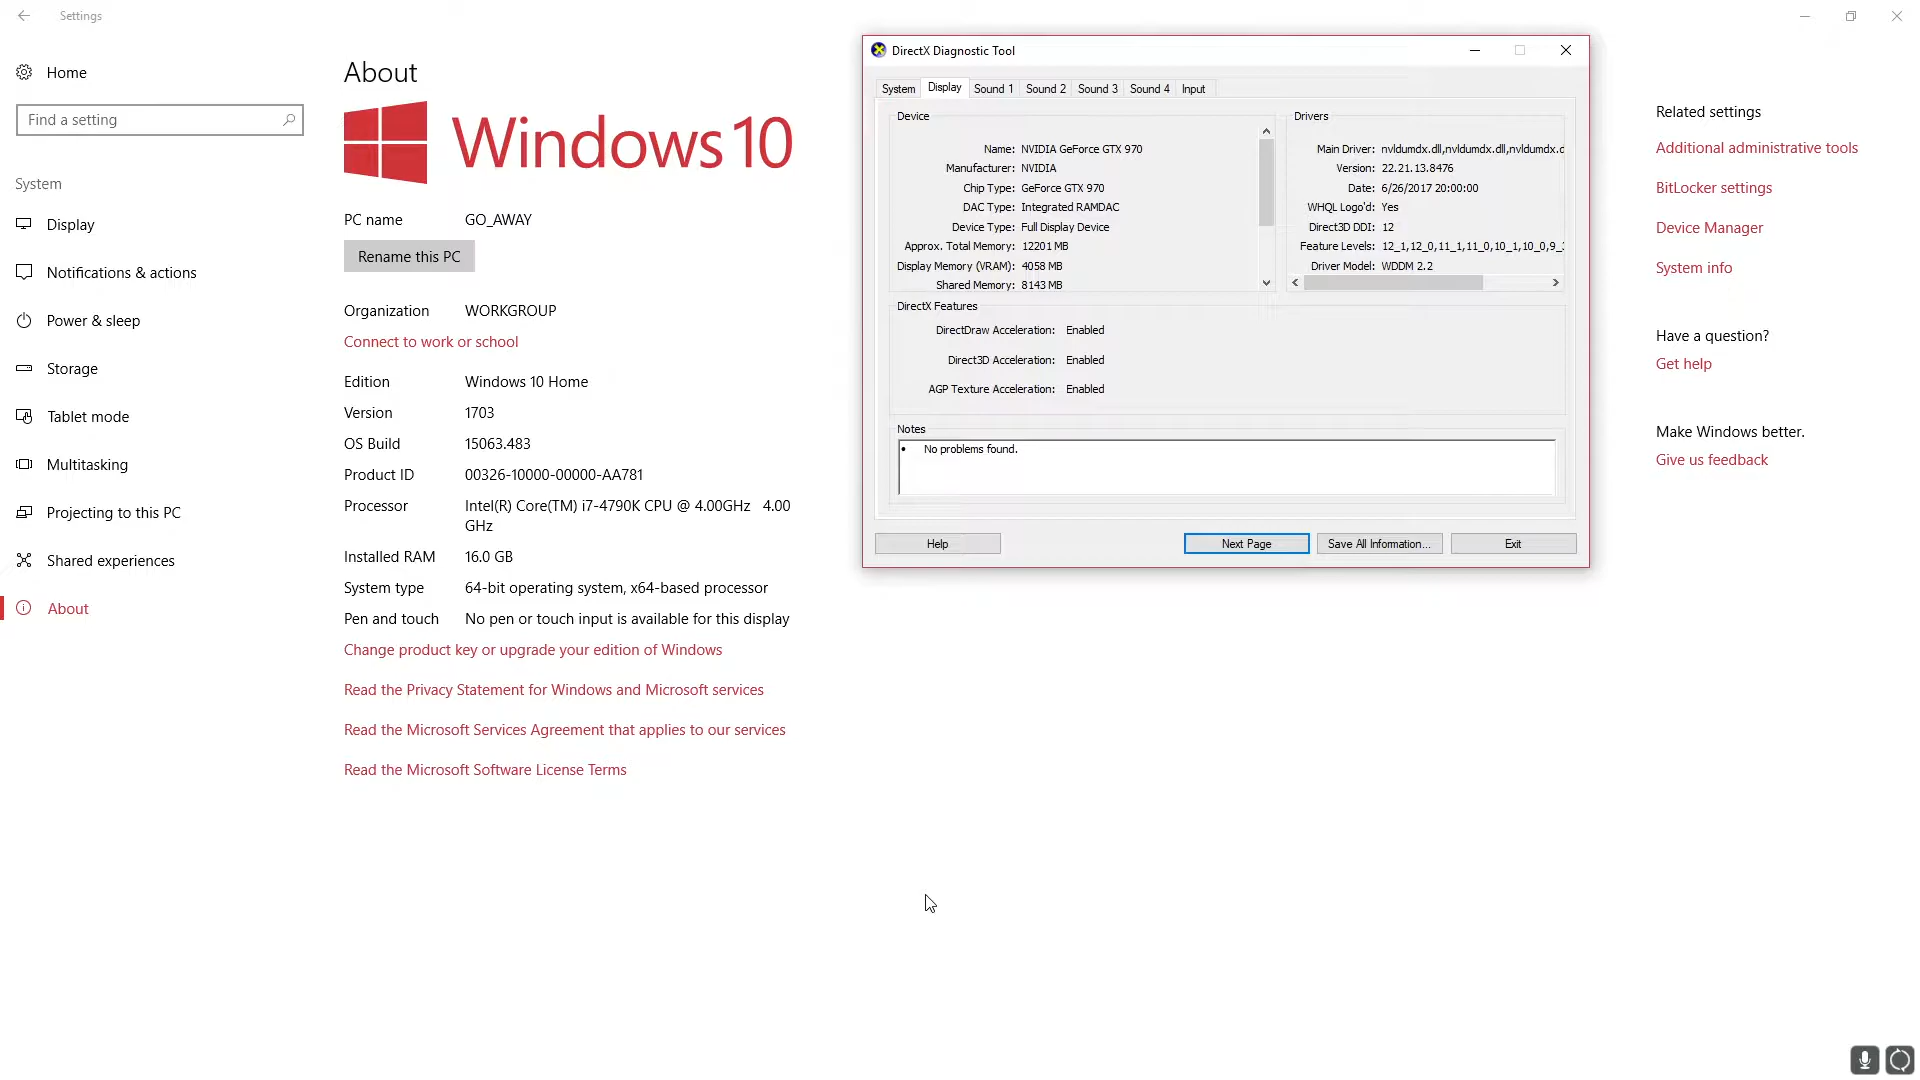 Settings
Home
Find a setting
System
Display
Notifications & actions
Power & sleep
Storage
Tablet mode
Multitasking
Projecting to this PC
Shared experiences
About
About
Windows 10
PC name GO_AWAY
Rename this PC
Organization WORKGROUP
Connect to work or school
Edition Windows 10 Home
Version 1703
OS Build 15063.483
Product ID 00326-10000-00000-AA781
Processor Intel(R) Core(TM) i7-4790K CPU @ 4.00GHz 4.00
GHz
Installed RAM 16.0 GB
System type 64-bit operating system, x64-based processor
Pen and touch No pen or touch input is available for this display
Change product key or upgrade your edition of Windows
Read the Privacy Statement for Windows and Microsoft services
Read the Microsoft Services Agreement that applies to our services
Read the Microsoft Software License Terms
DirectX Diagnostic Tool
System Display Sound 1 Sound 2 Sound 3 Sound 4 Input
Device
Name: NVIDIA GeForce GTX 970
Manufacturer: NVIDIA
Chip Type: GeForce GTX 970
DAC Type: Integrated RAMDAC
Device Type: Full Display Device
Approx. Total Memory: 12201 MB
Display Memory (VRAM): 4058 MB
Shared Memory: 8143 MB
Drivers
Main Driver: nvldumdx.dll,nvldumdx.dll,nvldumdx.d
Version: 22.21.13.8476
Date: 6/26/2017 20:00:00
WHQL Logo'd: Yes
Direct3D DDI: 12
Feature Levels: 12_1,12_0,11_1,11_0,10_1,10_0,9_3
Driver Model: WDDM 2.2
DirectX Features
DirectDraw Acceleration: Enabled
Direct3D Acceleration: Enabled
AGP Texture Acceleration: Enabled
Notes
• No problems found.
Help Next Page Save All Information... Exit
Related settings
Additional administrative tools
BitLocker settings
Device Manager
System info
Have a question?
Get help
Make Windows better.
Give us feedback